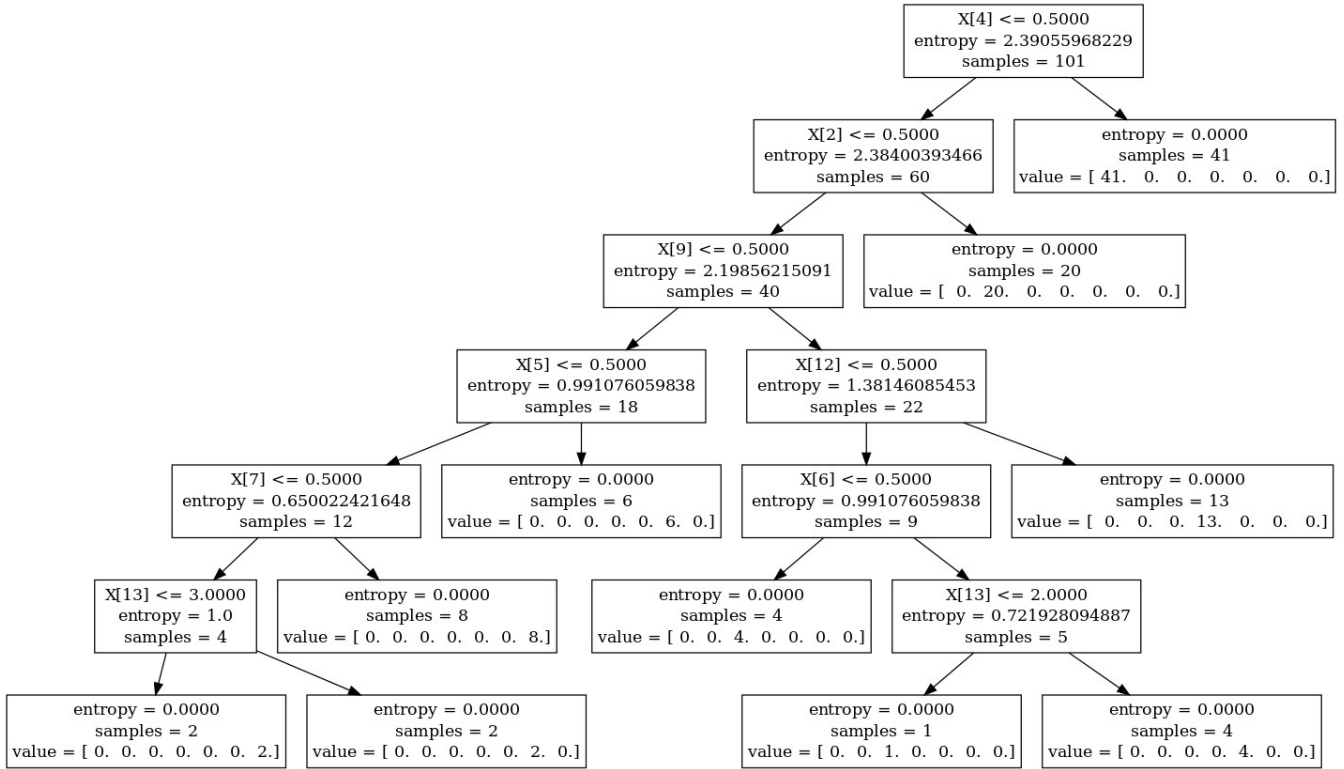 X[4] <= 0.5000
entropy = 2.39055968229
samples = 101
X[2] <= 0.5000
entropy = 2.38400393466
samples = 60
entropy = 0.0000
samples = 41
value = [ 41.   0.   0.   0.   0.   0.   0.]
X[9] <= 0.5000
entropy = 2.19856215091
samples = 40
entropy = 0.0000
samples = 20
value = [  0.  20.   0.   0.   0.   0.   0.]
X[5] <= 0.5000
entropy = 0.991076059838
samples = 18
X[12] <= 0.5000
entropy = 1.38146085453
samples = 22
X[7] <= 0.5000
entropy = 0.650022421648
samples = 12
entropy = 0.0000
samples = 6
value = [ 0.  0.  0.  0.  0.  6.  0.]
X[6] <= 0.5000
entropy = 0.991076059838
samples = 9
entropy = 0.0000
samples = 13
value = [  0.   0.   0.  13.   0.   0.   0.]
X[13] <= 3.0000
entropy = 1.0
samples = 4
entropy = 0.0000
samples = 8
value = [ 0.  0.  0.  0.  0.  0.  8.]
entropy = 0.0000
samples = 4
value = [ 0.  0.  4.  0.  0.  0.  0.]
X[13] <= 2.0000
entropy = 0.721928094887
samples = 5
entropy = 0.0000
samples = 2
value = [ 0.  0.  0.  0.  0.  0.  2.]
entropy = 0.0000
samples = 2
value = [ 0.  0.  0.  0.  0.  2.  0.]
entropy = 0.0000
samples = 1
value = [ 0.  0.  1.  0.  0.  0.  0.]
entropy = 0.0000
samples = 4
value = [ 0.  0.  0.  0.  4.  0.  0.]